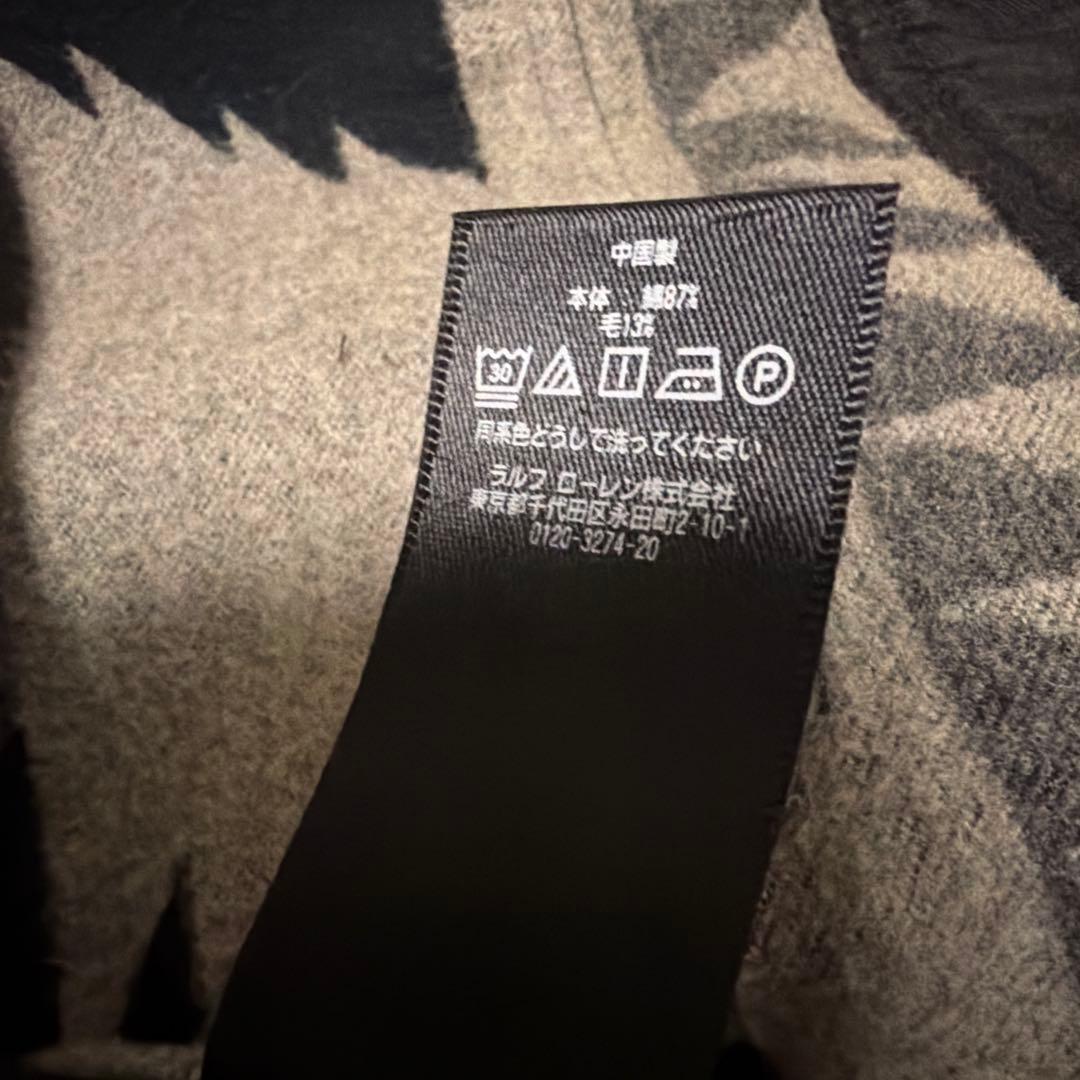 中国製
本体 : 綿87%
毛13%
30
P
同系色どうしで洗ってください
ラルフ ローレン株式会社
東京都千代田区永田町2-10-1
0120-3274-20